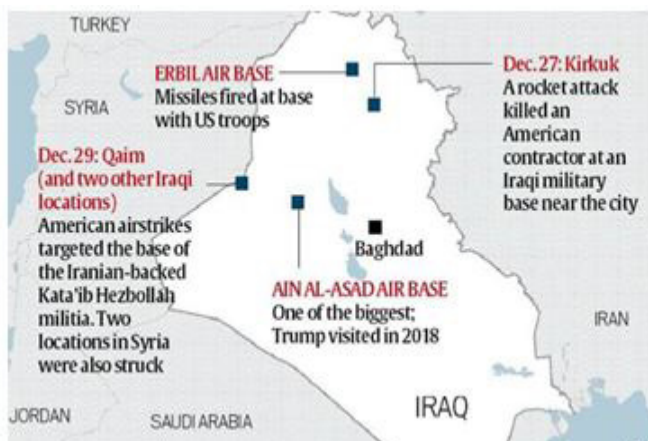 TURKEY
ERBIL AIR BASE
Missiles fired at base
with US troops
Dec. 27: Kirkuk
A rocket attack
killed an
American
contractor at an
Iraqi military
base near the city
SYRIA
Dec. 29: Qaim
(and two other Iraqi
locations)
American airstrikes
targeted the base of
the Iranian-backed
Kata'ib Hezbollah
militia. Two
locations in Syria
were also struck
Baghdad
AIN AL-ASAD AIR BASE
One of the biggest;
Trump visited in 2018
IRAN
IRAQ
JORDAN
SAUDI ARABIA